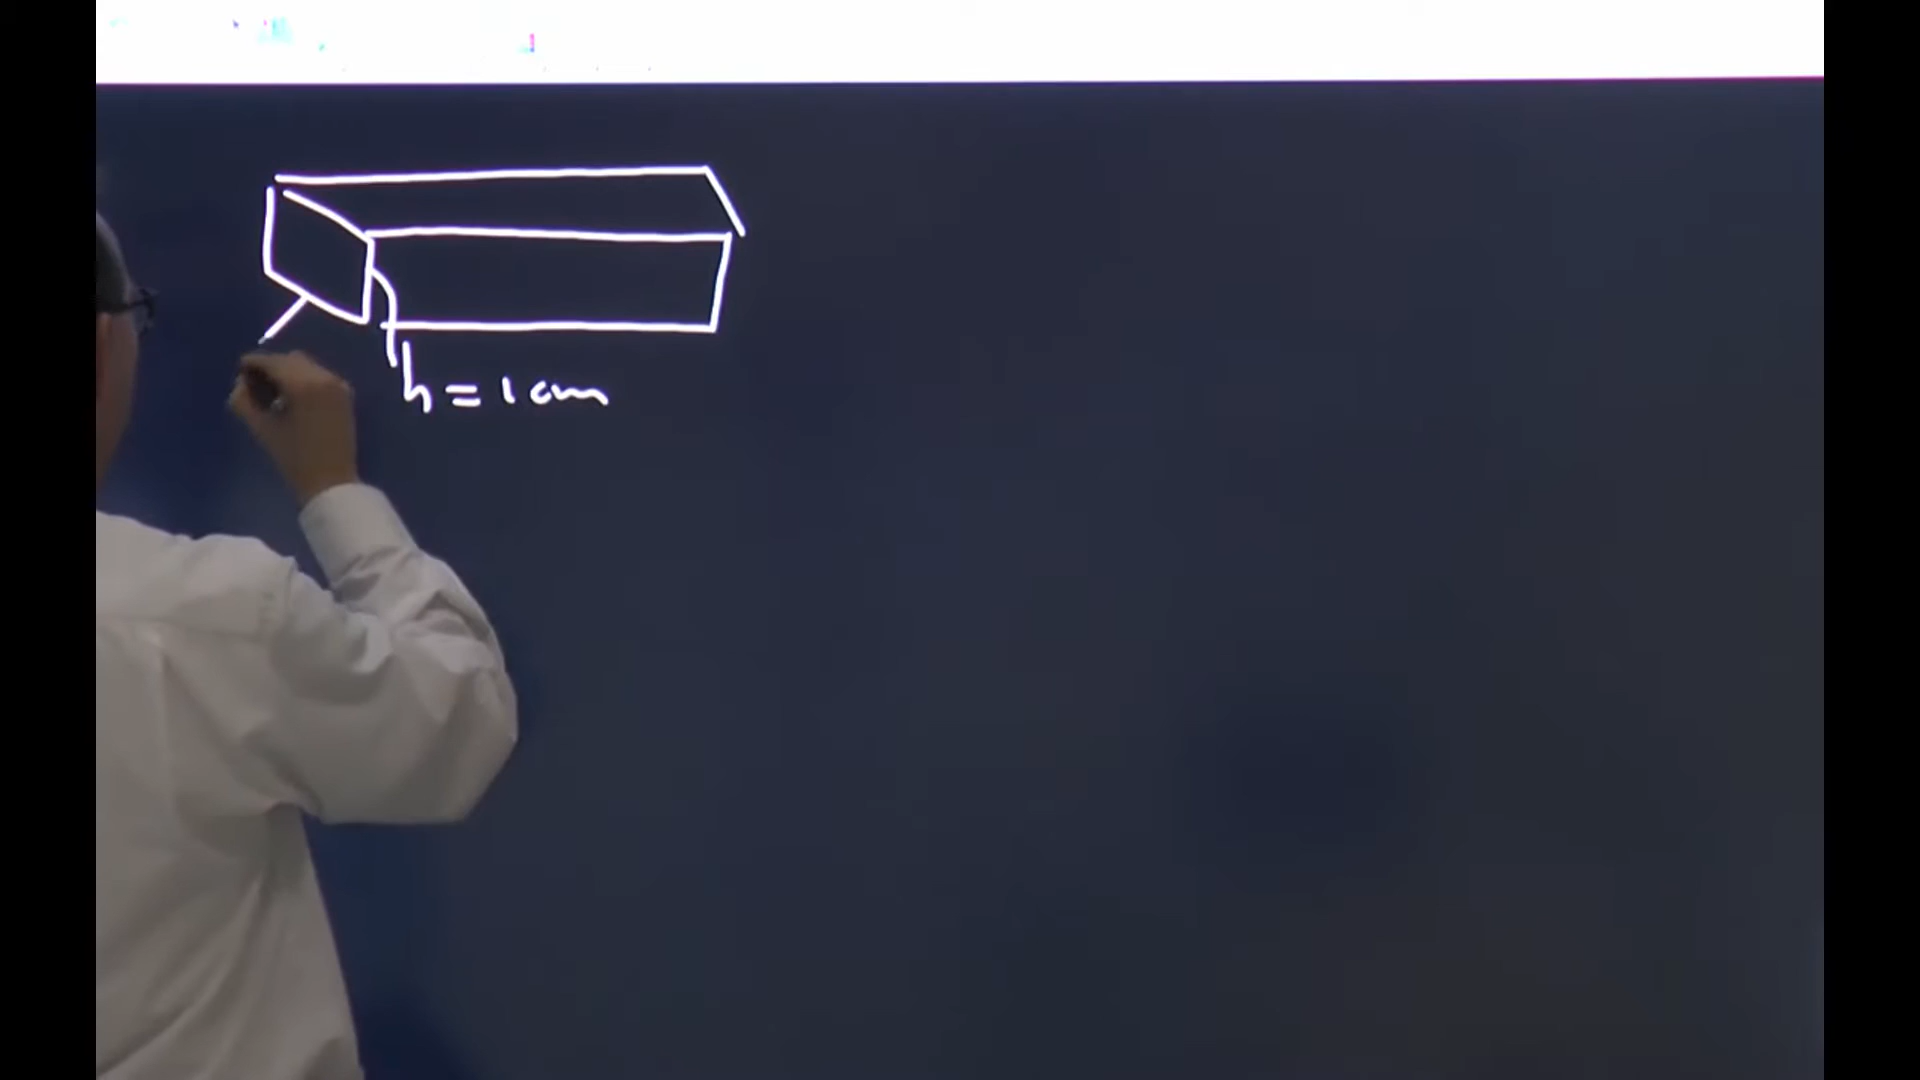 h = 1 cm